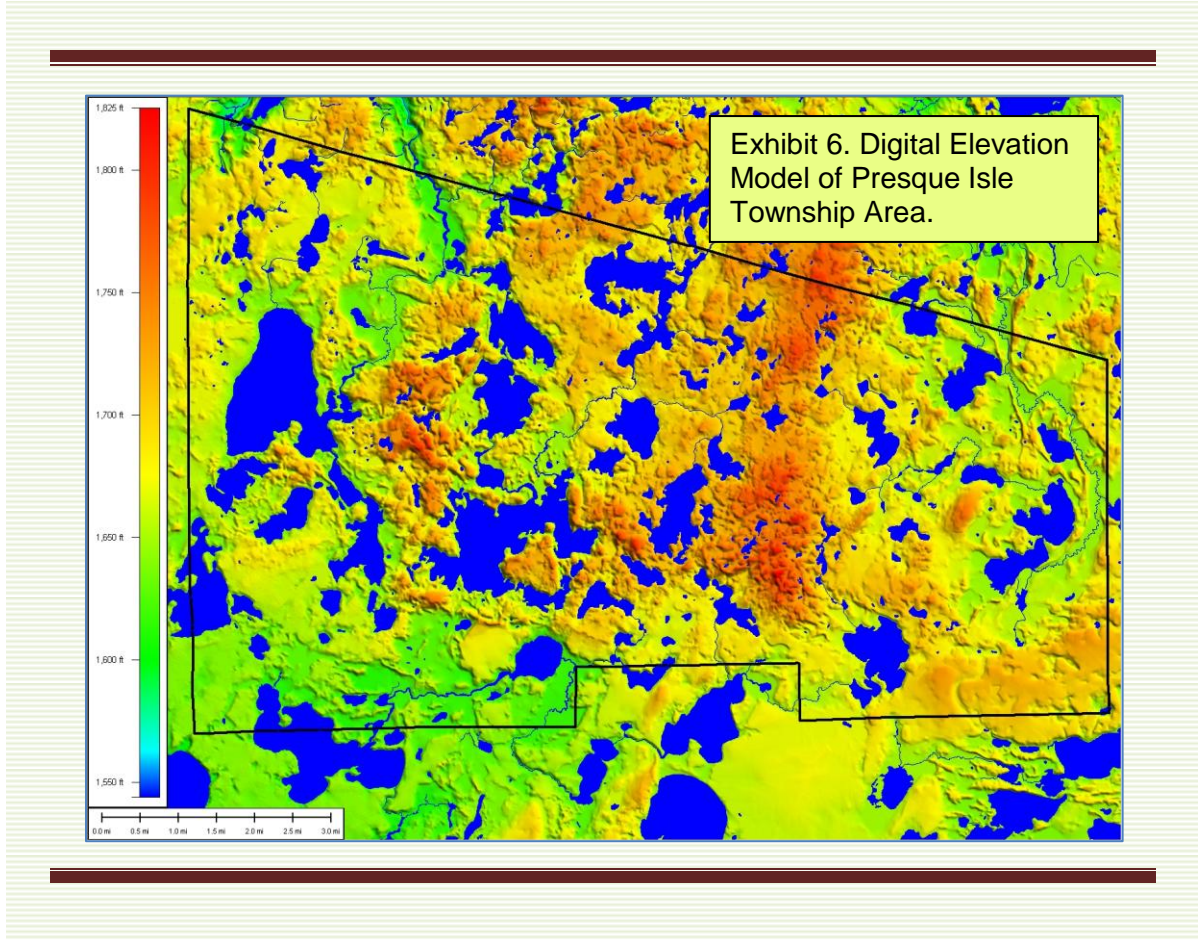 Exhibit 6. Digital Elevation
Model of Presque Isle
Township Area.
1,825 ft
1,800 ft
1,750 ft
1,700 ft
1,650 ft
1,600 ft
1,550 ft
0.0 mi 0.5 mi 1.0 mi 1.5 mi 2.0 mi 2.5 mi 3.0 mi